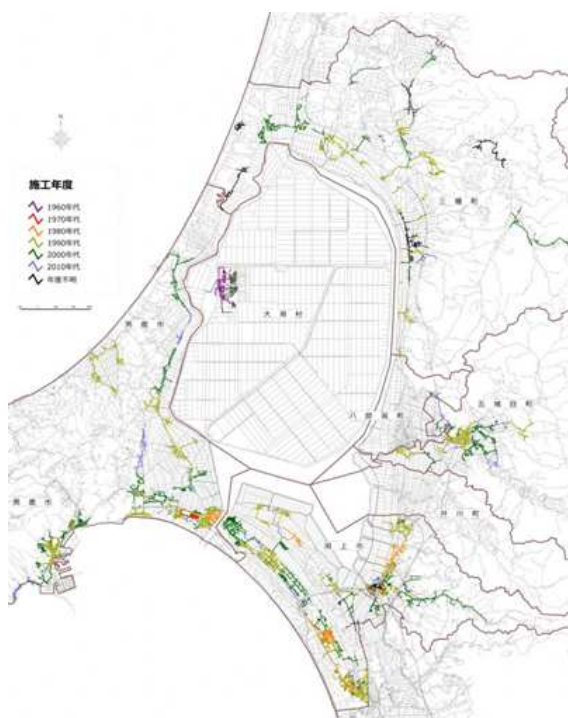 N
施工年度
1960年代
1970年代
1980年代
1990年代
2000年代
2010年代
年度不明
三種町
大潟村
男鹿市
八郎潟町
五城目町
井川町
男鹿市
潟上市